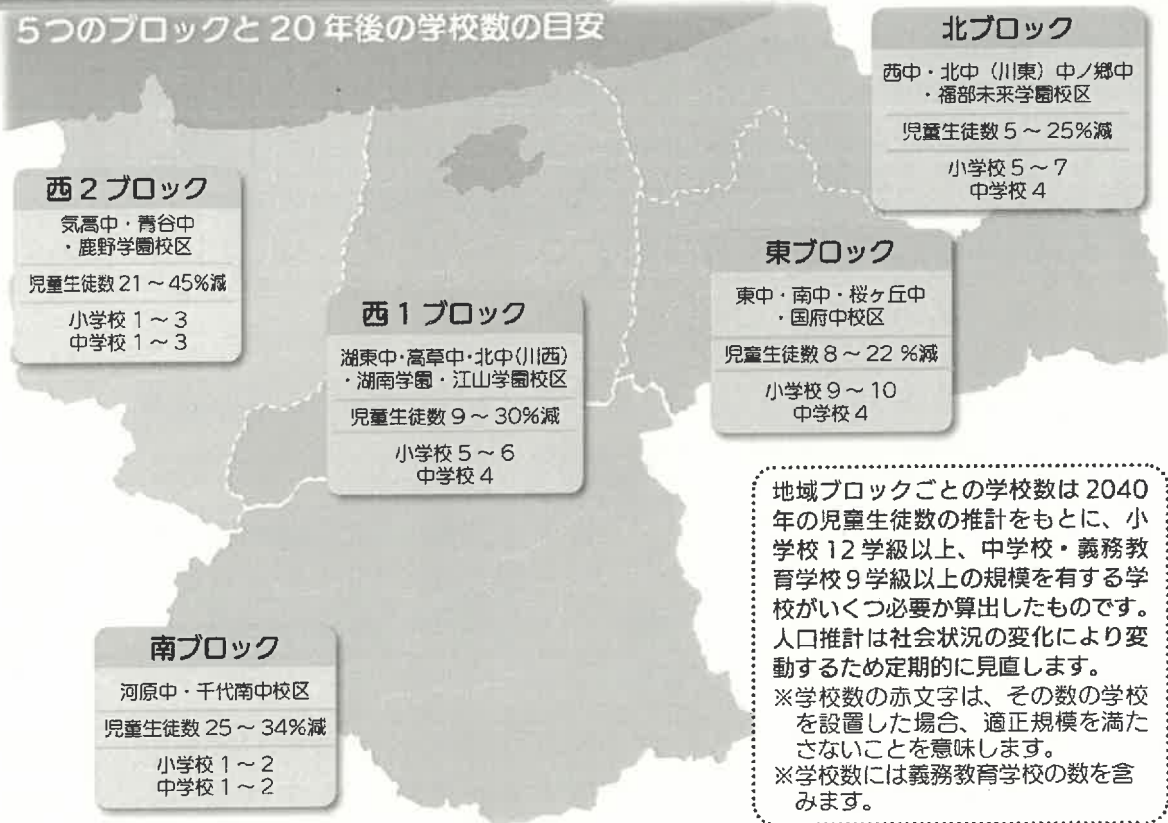 5つのブロックと20年後の学校数の目安
北ブロック
西中・北中(川東)中ノ郷中
・福部未来学園校区
児童生徒数5～25%減
小学校5～7
中学校4
西2ブロック
気高中・青谷中
・鹿野学園校区
児童生徒数21～45%減
小学校1～3
中学校1～3
西1ブロック
湖東中・高草中・北中(川西)
・湖南学園・江山学園校区
児童生徒数9～30%減
小学校5～6
中学校4
東ブロック
東中・南中・桜ヶ丘中
・国府中校区
児童生徒数8～22%減
小学校9～10
中学校4
南ブロック
河原中・千代南中校区
児童生徒数25～34%減
小学校1～2
中学校1～2
地域ブロックごとの学校数は2040
年の児童生徒数の推計をもとに、小
学校12学級以上、中学校・義務教
育学校9学級以上の規模を有する学
校がいくつ必要か算出したものです。
人口推計は社会状況の変化により変
動するため定期的に見直します。
※学校数の赤文字は、その数の学校
を設置した場合、適正規模を満た
さないことを意味します。
※学校数には義務教育学校の数を含
みます。